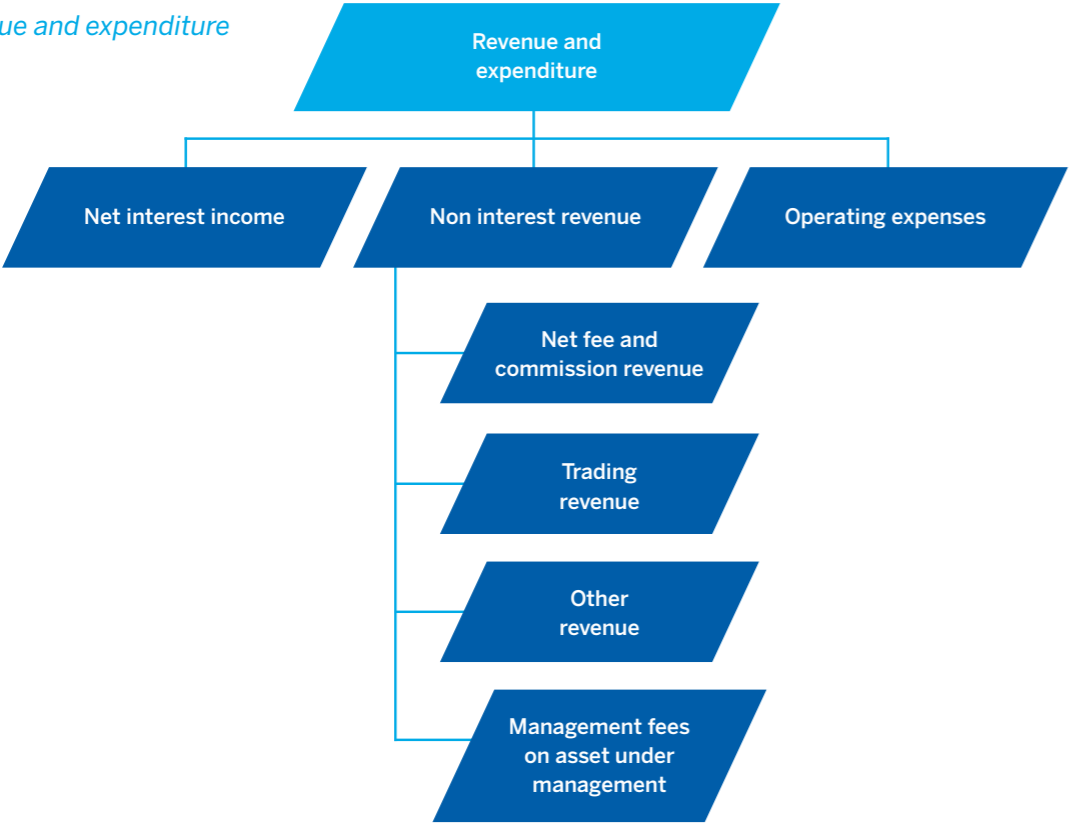 and expenditure
Revenue and
expenditure
Net interest income
Non interest revenue
Operating expenses
Net fee and
commission revenue
Trading
revenue
Other
revenue
Management fees
on asset under
management